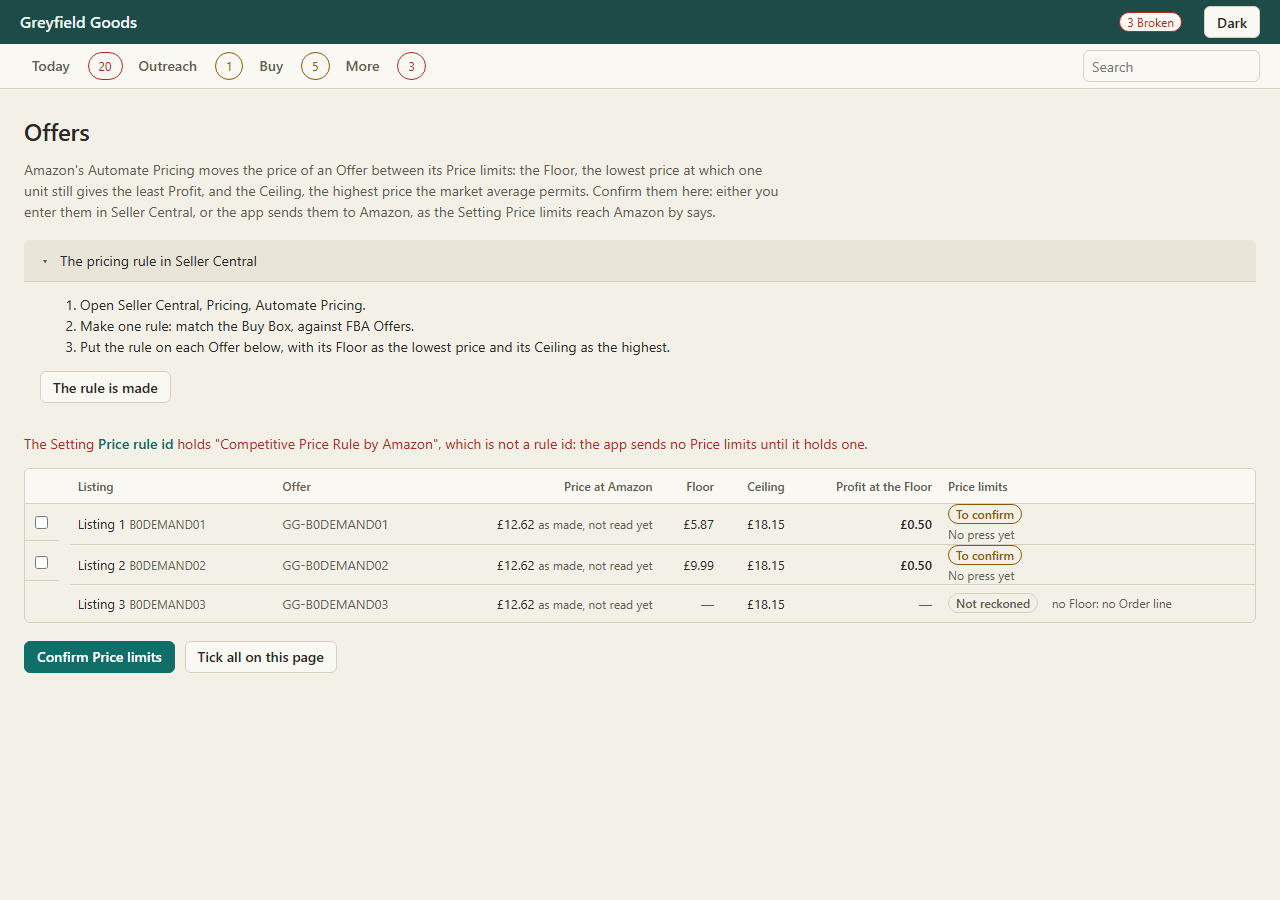 Greyfield Goods
3 Broken
Dark
Today 20 Outreach 1 Buy 5 More 3
Search
Offers
Amazon's Automate Pricing moves the price of an Offer between its Price limits: the Floor, the lowest price at which one
unit still gives the least Profit, and the Ceiling, the highest price the market average permits. Confirm them here: either you
enter them in Seller Central, or the app sends them to Amazon, as the Setting Price limits reach Amazon by says.
The pricing rule in Seller Central
1. Open Seller Central, Pricing, Automate Pricing.
2. Make one rule: match the Buy Box, against FBA Offers.
3. Put the rule on each Offer below, with its Floor as the lowest price and its Ceiling as the highest.
The rule is made
The Setting Price rule id holds "Competitive Price Rule by Amazon", which is not a rule id: the app sends no Price limits until it holds one.
Listing Offer Price at Amazon Floor Ceiling Profit at the Floor Price limits
Listing 1 B0DEMAND01 GG-B0DEMAND01 £12.62 as made, not read yet £5.87 £18.15 £0.50 To confirm
No press yet
Listing 2 B0DEMAND02 GG-B0DEMAND02 £12.62 as made, not read yet £9.99 £18.15 £0.50 To confirm
No press yet
Listing 3 B0DEMAND03 GG-B0DEMAND03 £12.62 as made, not read yet — £18.15 — Not reckoned no Floor: no Order line
Confirm Price limits
Tick all on this page